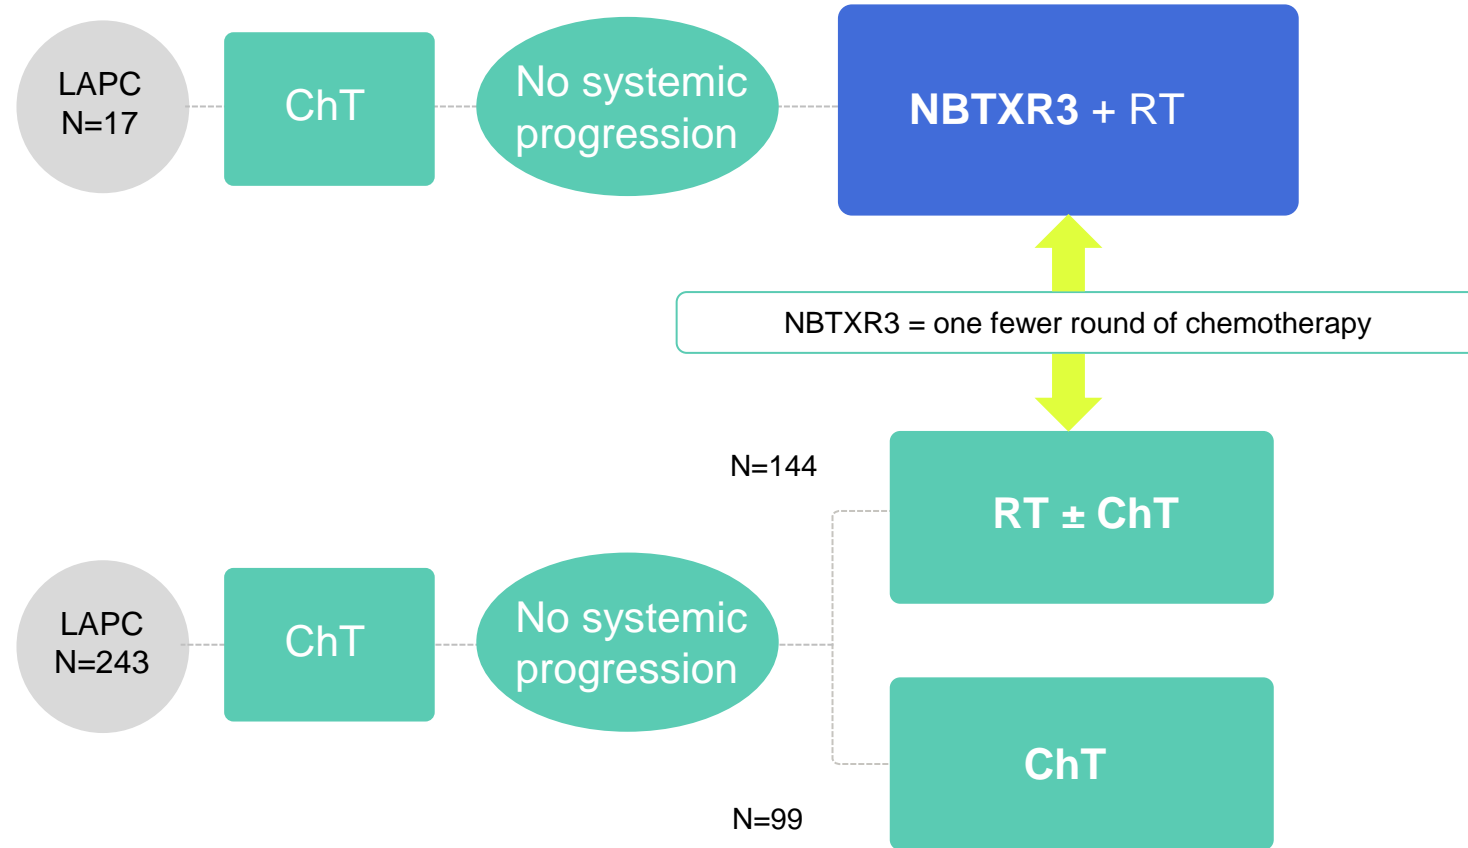 LAPC
N=17
ChT
No systemic
progression
NBTXR3 + RT
NBTXR3 = one fewer round of chemotherapy
N=144
RT ± ChT
LAPC
N=243
ChT
No systemic
progression
ChT
N=99